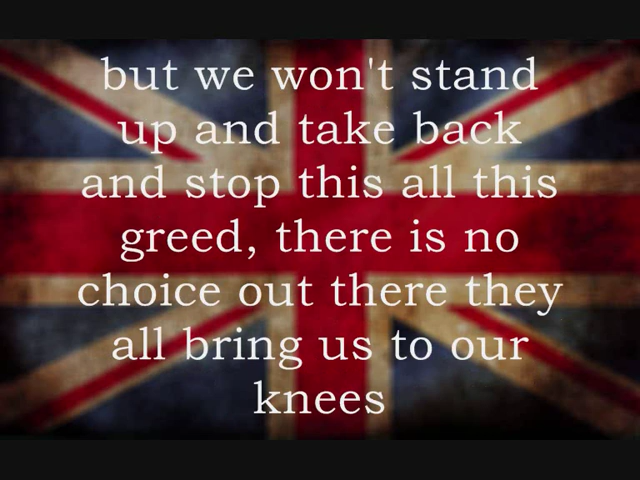 but we won't stand
up and take back
and stop this all this
greed, there is no
choice out there they
all bring us to our
knees